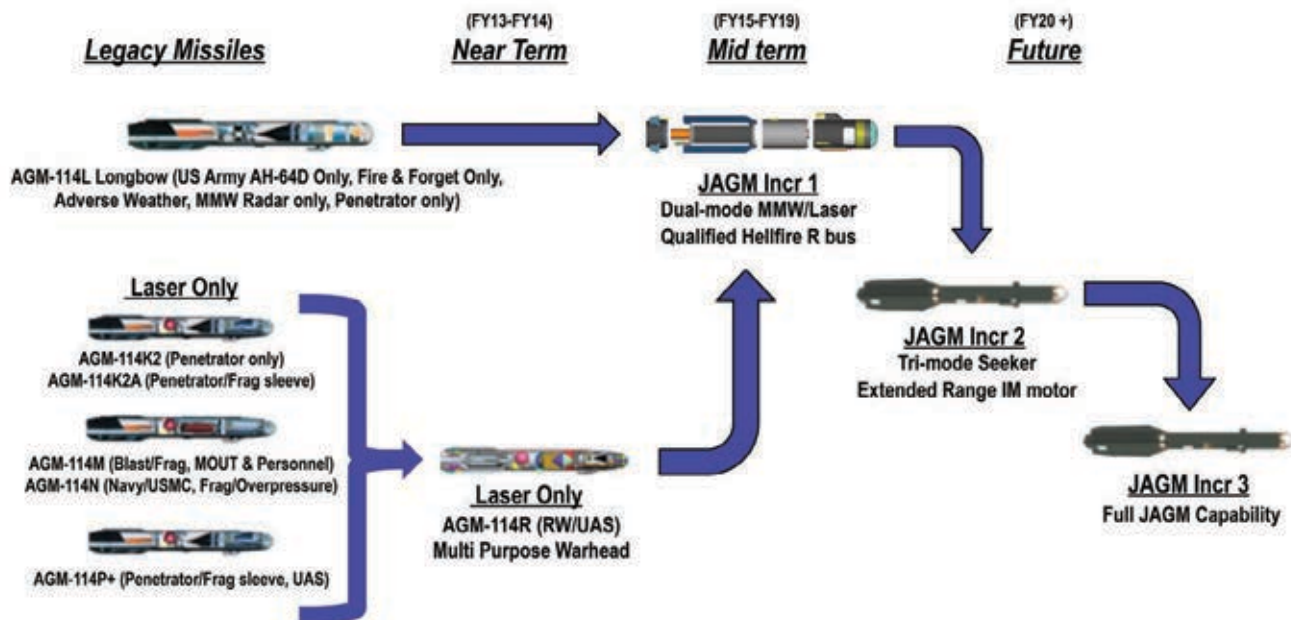 (FY13-FY14)
(FY15-FY19)
(FY20 +)
Legacy Missiles
Near Term
Mid term
Future
AGM-114L Longbow (US Army AH-64D Only, Fire & Forget Only,
Adverse Weather, MMW Radar only, Penetrator only)
JAGM Incr 1
Dual-mode MMW/Laser
Qualified Hellfire R bus
Laser Only
AGM-114K2 (Penetrator only)
AGM-114K2A (Penetrator/Frag sleeve)
AGM-114M (Blast/Frag, MOUT & Personnel)
AGM-114N (Navy/USMC, Frag/Overpressure)
AGM-114P+ (Penetrator/Frag sleeve, UAS)
Laser Only
AGM-114R (RW/UAS)
Multi Purpose Warhead
JAGM Incr 2
Tri-mode Seeker
Extended Range IM motor
JAGM Incr 3
Full JAGM Capability